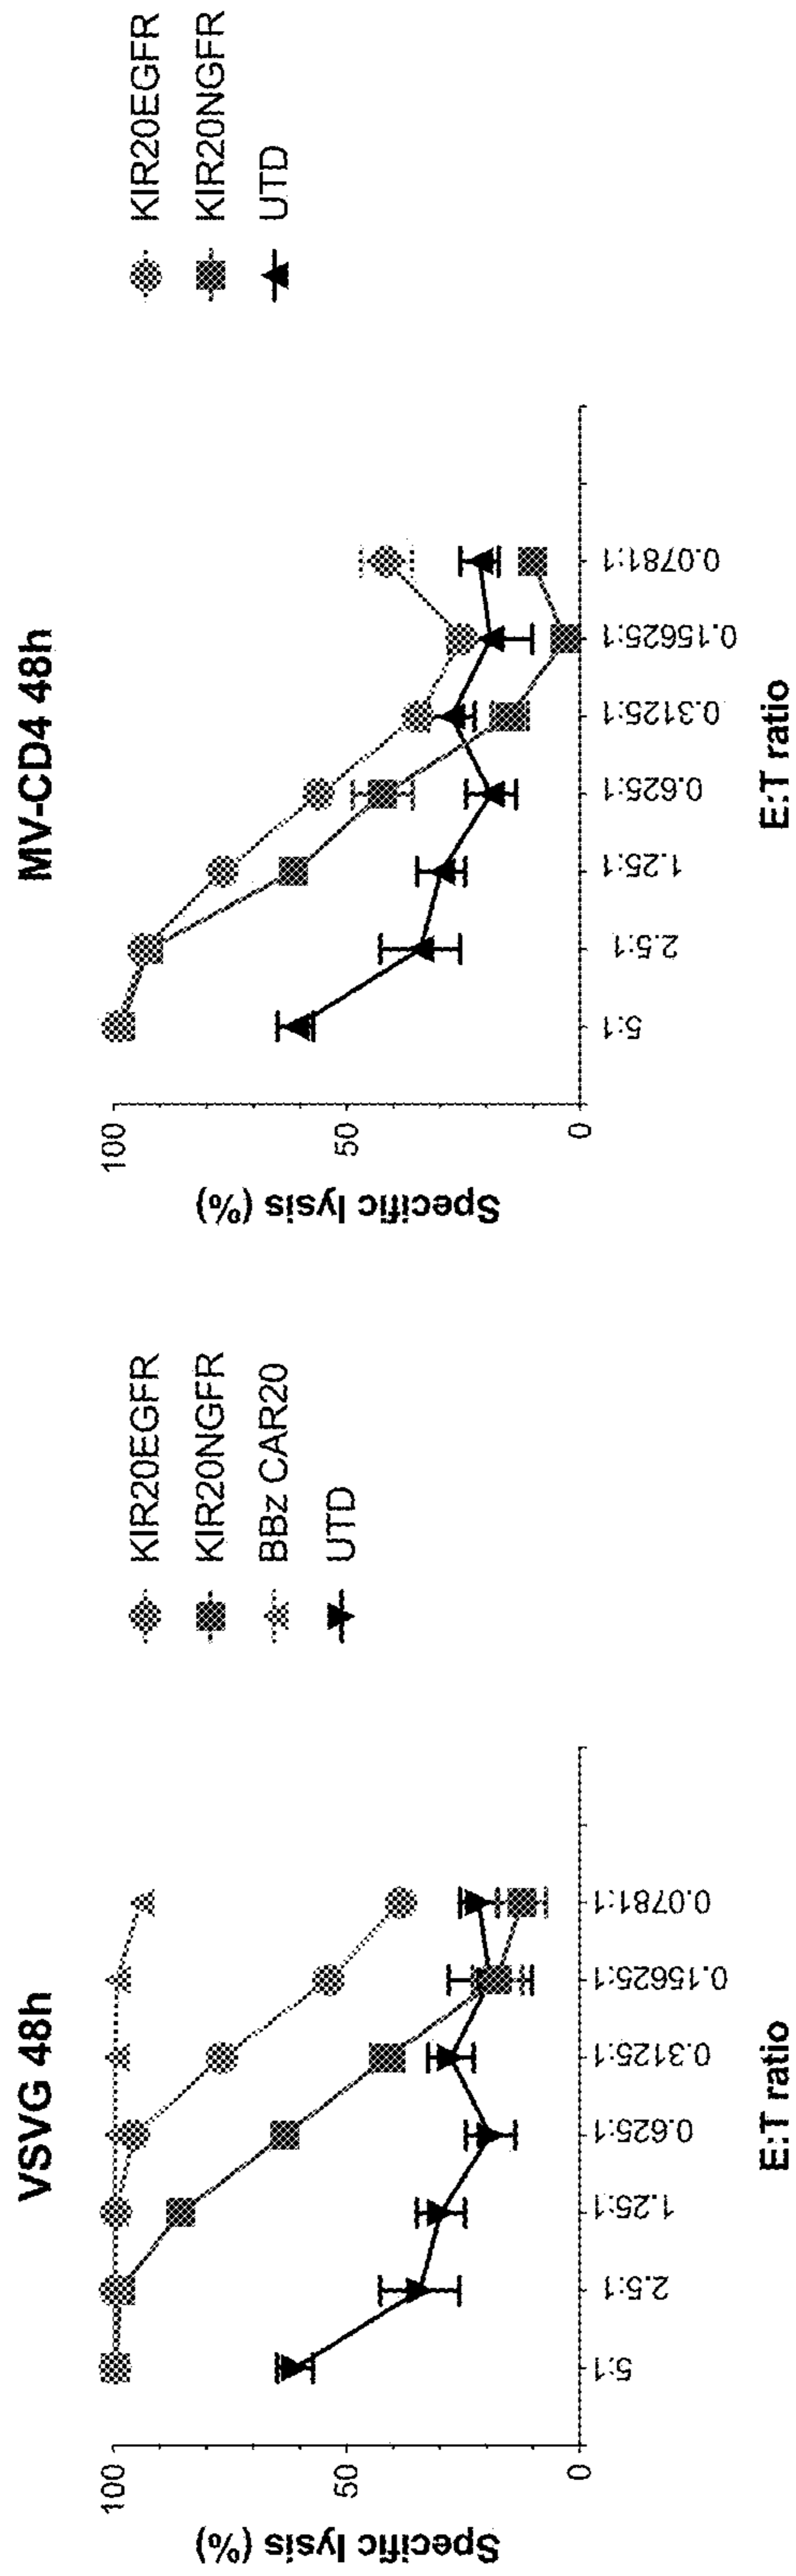 VSVG 48h
Specific lysis (%)
100
50
0
5:1
2.5:1
1.25:1
0.625:1
0.3125:1
0.15625:1
0.0781:1
E:T ratio
KIR20EGFR
KIR20NGFR
BBz CAR20
UTD
MV-CD4 48h
Specific lysis (%)
100
50
0
5:1
2.5:1
1.25:1
0.625:1
0.3125:1
0.15625:1
0.0781:1
E:T ratio
KIR20EGFR
KIR20NGFR
UTD